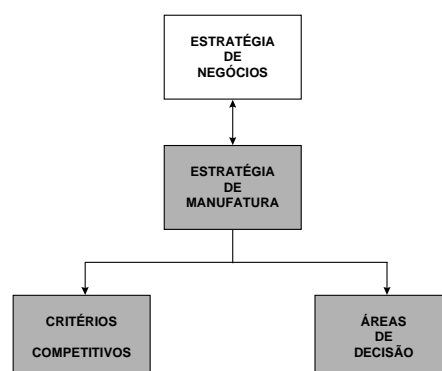 ESTRATÉGIA
DE
NEGÓCIOS
ESTRATÉGIA
DE
MANUFATURA
CRITÉRIOS
COMPETITIVOS
ÁREAS
DE
DECISÃO